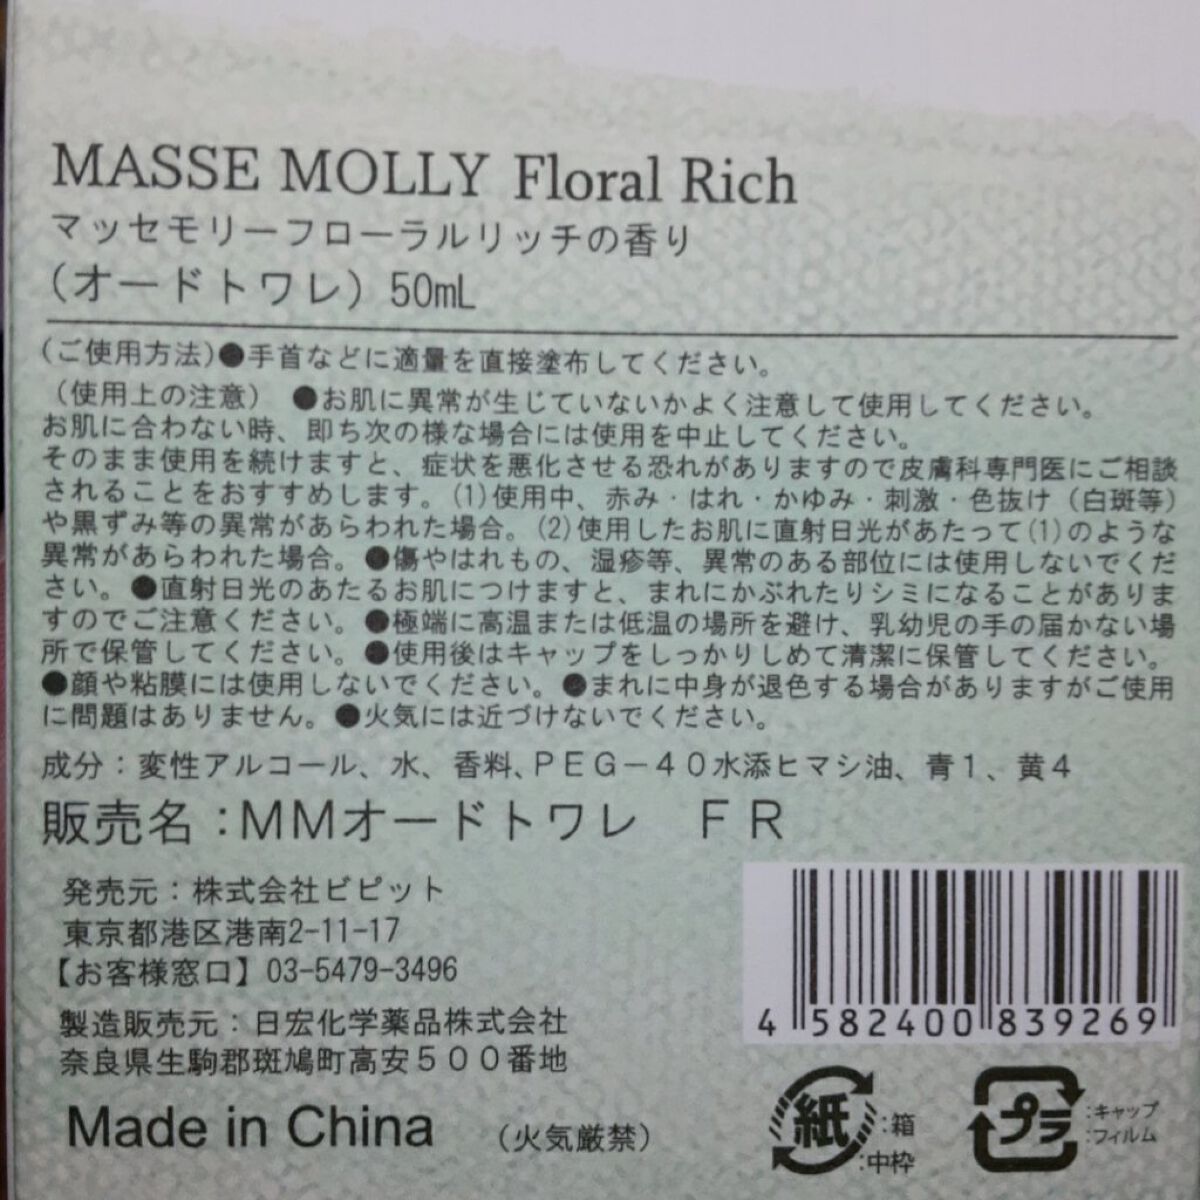 MASSE MOLLY Floral Rich
マッセモリーフローラルリッチの香り
(オードトワレ) 50mL
(ご使用方法)●手首などに適量を直接塗布してください。
(使用上の注意) ●お肌に異常が生じていないかよく注意して使用してください。
お肌に合わない時、即ち次の様な場合には使用を中止してください。
そのまま使用を続けますと、症状を悪化させる恐れがありますので皮膚科専門医にご相談
されることをおすすめします。(1)使用中、赤み・はれ・かゆみ・刺激・色抜け(白斑等)
や黒ずみ等の異常があらわれた場合。(2)使用したお肌に直射日光があたって(1)のような
異常があらわれた場合。●傷やはれもの、湿疹等、異常のある部位には使用しないでくだ
さい。●直射日光のあたるお肌につけますと、まれにかぶれたりシミになることがありま
すのでご注意ください。●極端に高温または低温の場所を避け、乳幼児の手の届かない場
所で保管してください。●使用後はキャップをしっかりしめて清潔に保管してください。
●顔や粘膜には使用しないでください。●まれに中身が退色する場合がありますがご使用
に問題はありません。●火気には近づけないでください。
成分:変性アルコール、水、香料、PEG-40水添ヒマシ油、青1、黄4
販売名:MMオードトワレ FR
発売元:株式会社ビピット
東京都港区港南2-11-17
【お客様窓口】03-5479-3496
製造販売元:日宏化学薬品株式会社
奈良県生駒郡斑鳩町高安500番地
Made in China (火気厳禁)
4 582400 839269
紙 :箱
:中枠
プラ :キャップ
:フィルム